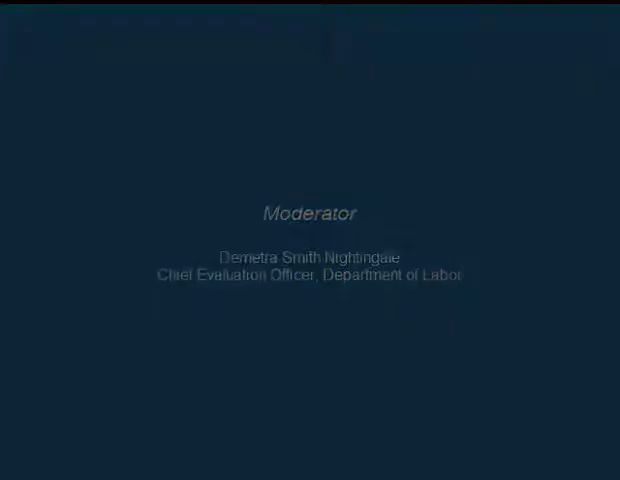 Moderator
Demetra Smith Nightingale
Chief Evaluation Officer, Department of Labor